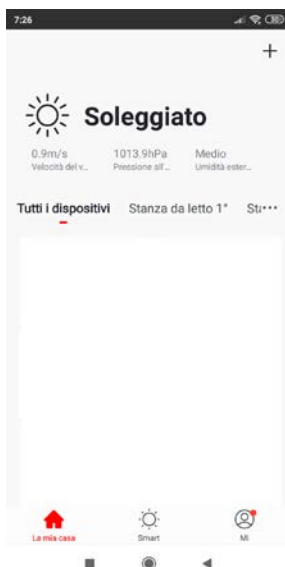 7:26
+
Soleggiato
0.9m/s 1013.9hPa Medio
Velocità del v... Pressione all'... Umidità ester...
Tutti i dispositivi Stanza da letto 1° St
La mia casa Smart Mi